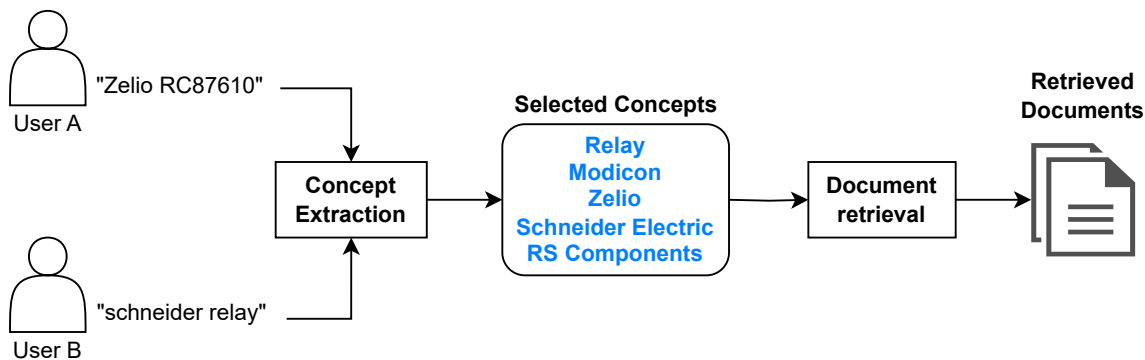 "Zelio RC87610"
User A
Concept
Extraction
"schneider relay"
User B
Selected Concepts
Relay
Modicon
Zelio
Schneider Electric
RS Components
Document
retrieval
Retrieved
Documents